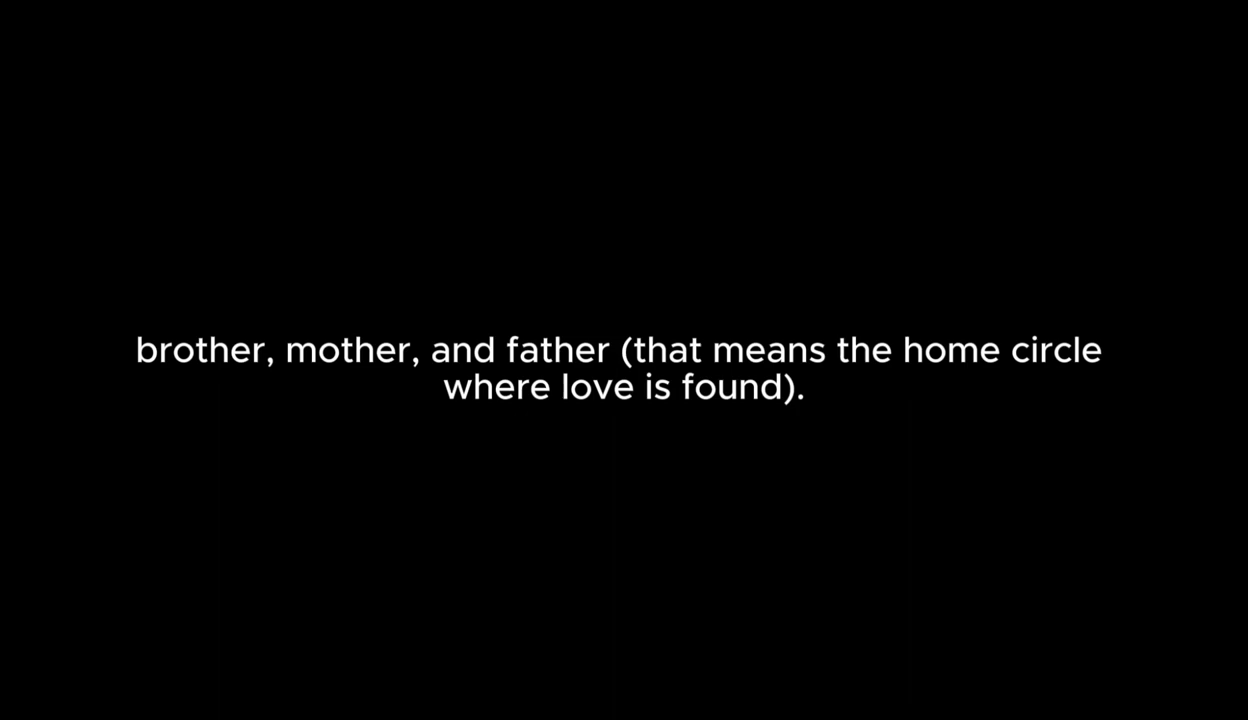 brother, mother, and father (that means the home circle
where love is found).